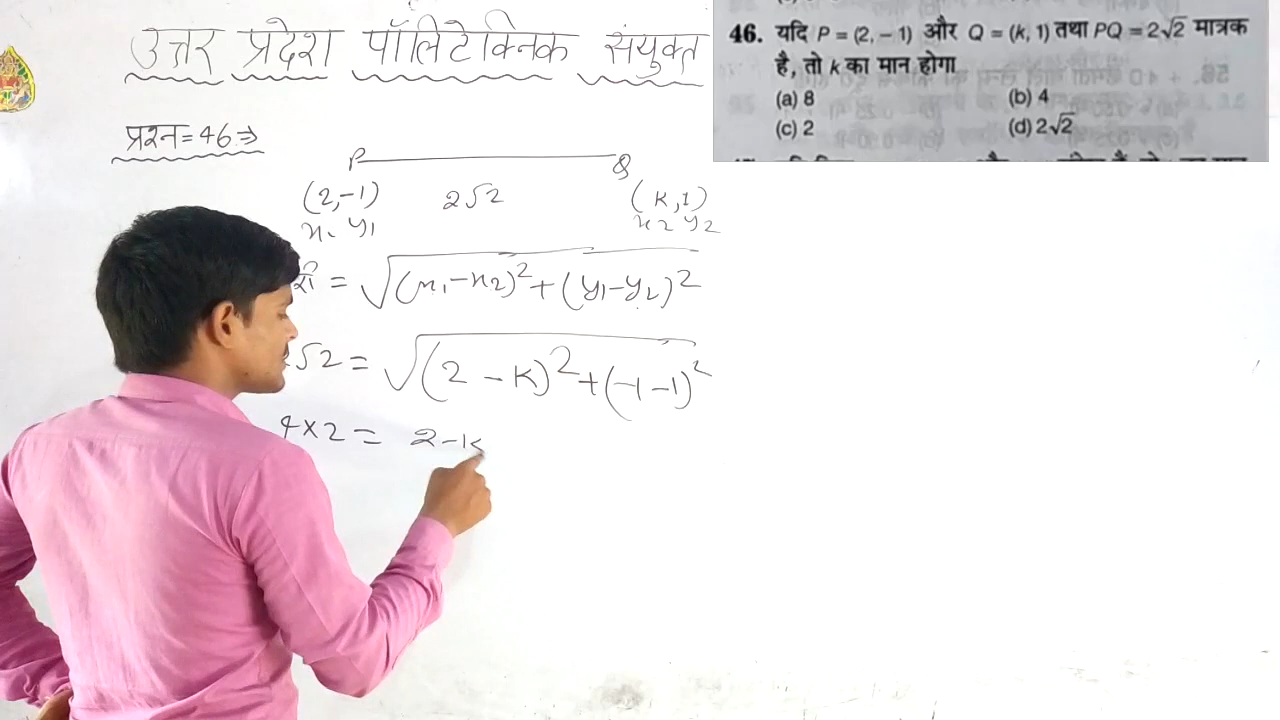 उत्तर प्रदेश पॉलिटेक्निक संयुक्त
प्रश्न=46⇒
P Q
(2,-1) 2√2 (K,1)
x₁ y₁ x₂ y₂
= √(x₁-x₂)²+(y₁-y₂)²
√2 = √(2-K)²+(-1-1)²
4×2 = 2-K
46. यदि P = (2, – 1) और Q = (k, 1) तथा PQ = 2√2 मात्रक
है, तो k का मान होगा
(a) 8 (b) 4
(c) 2 (d) 2√2